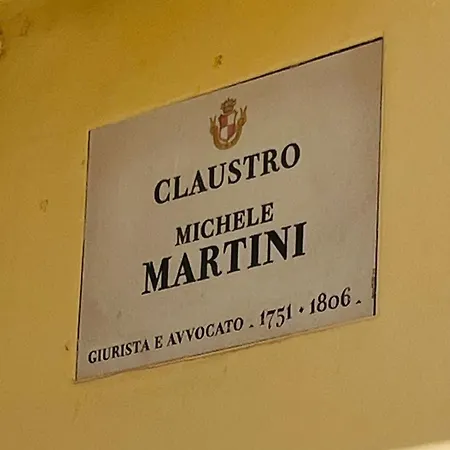 CLAUSTRO
MICHELE
MARTINI
GIURISTA E AVVOCATO . 1751 • 1806 .